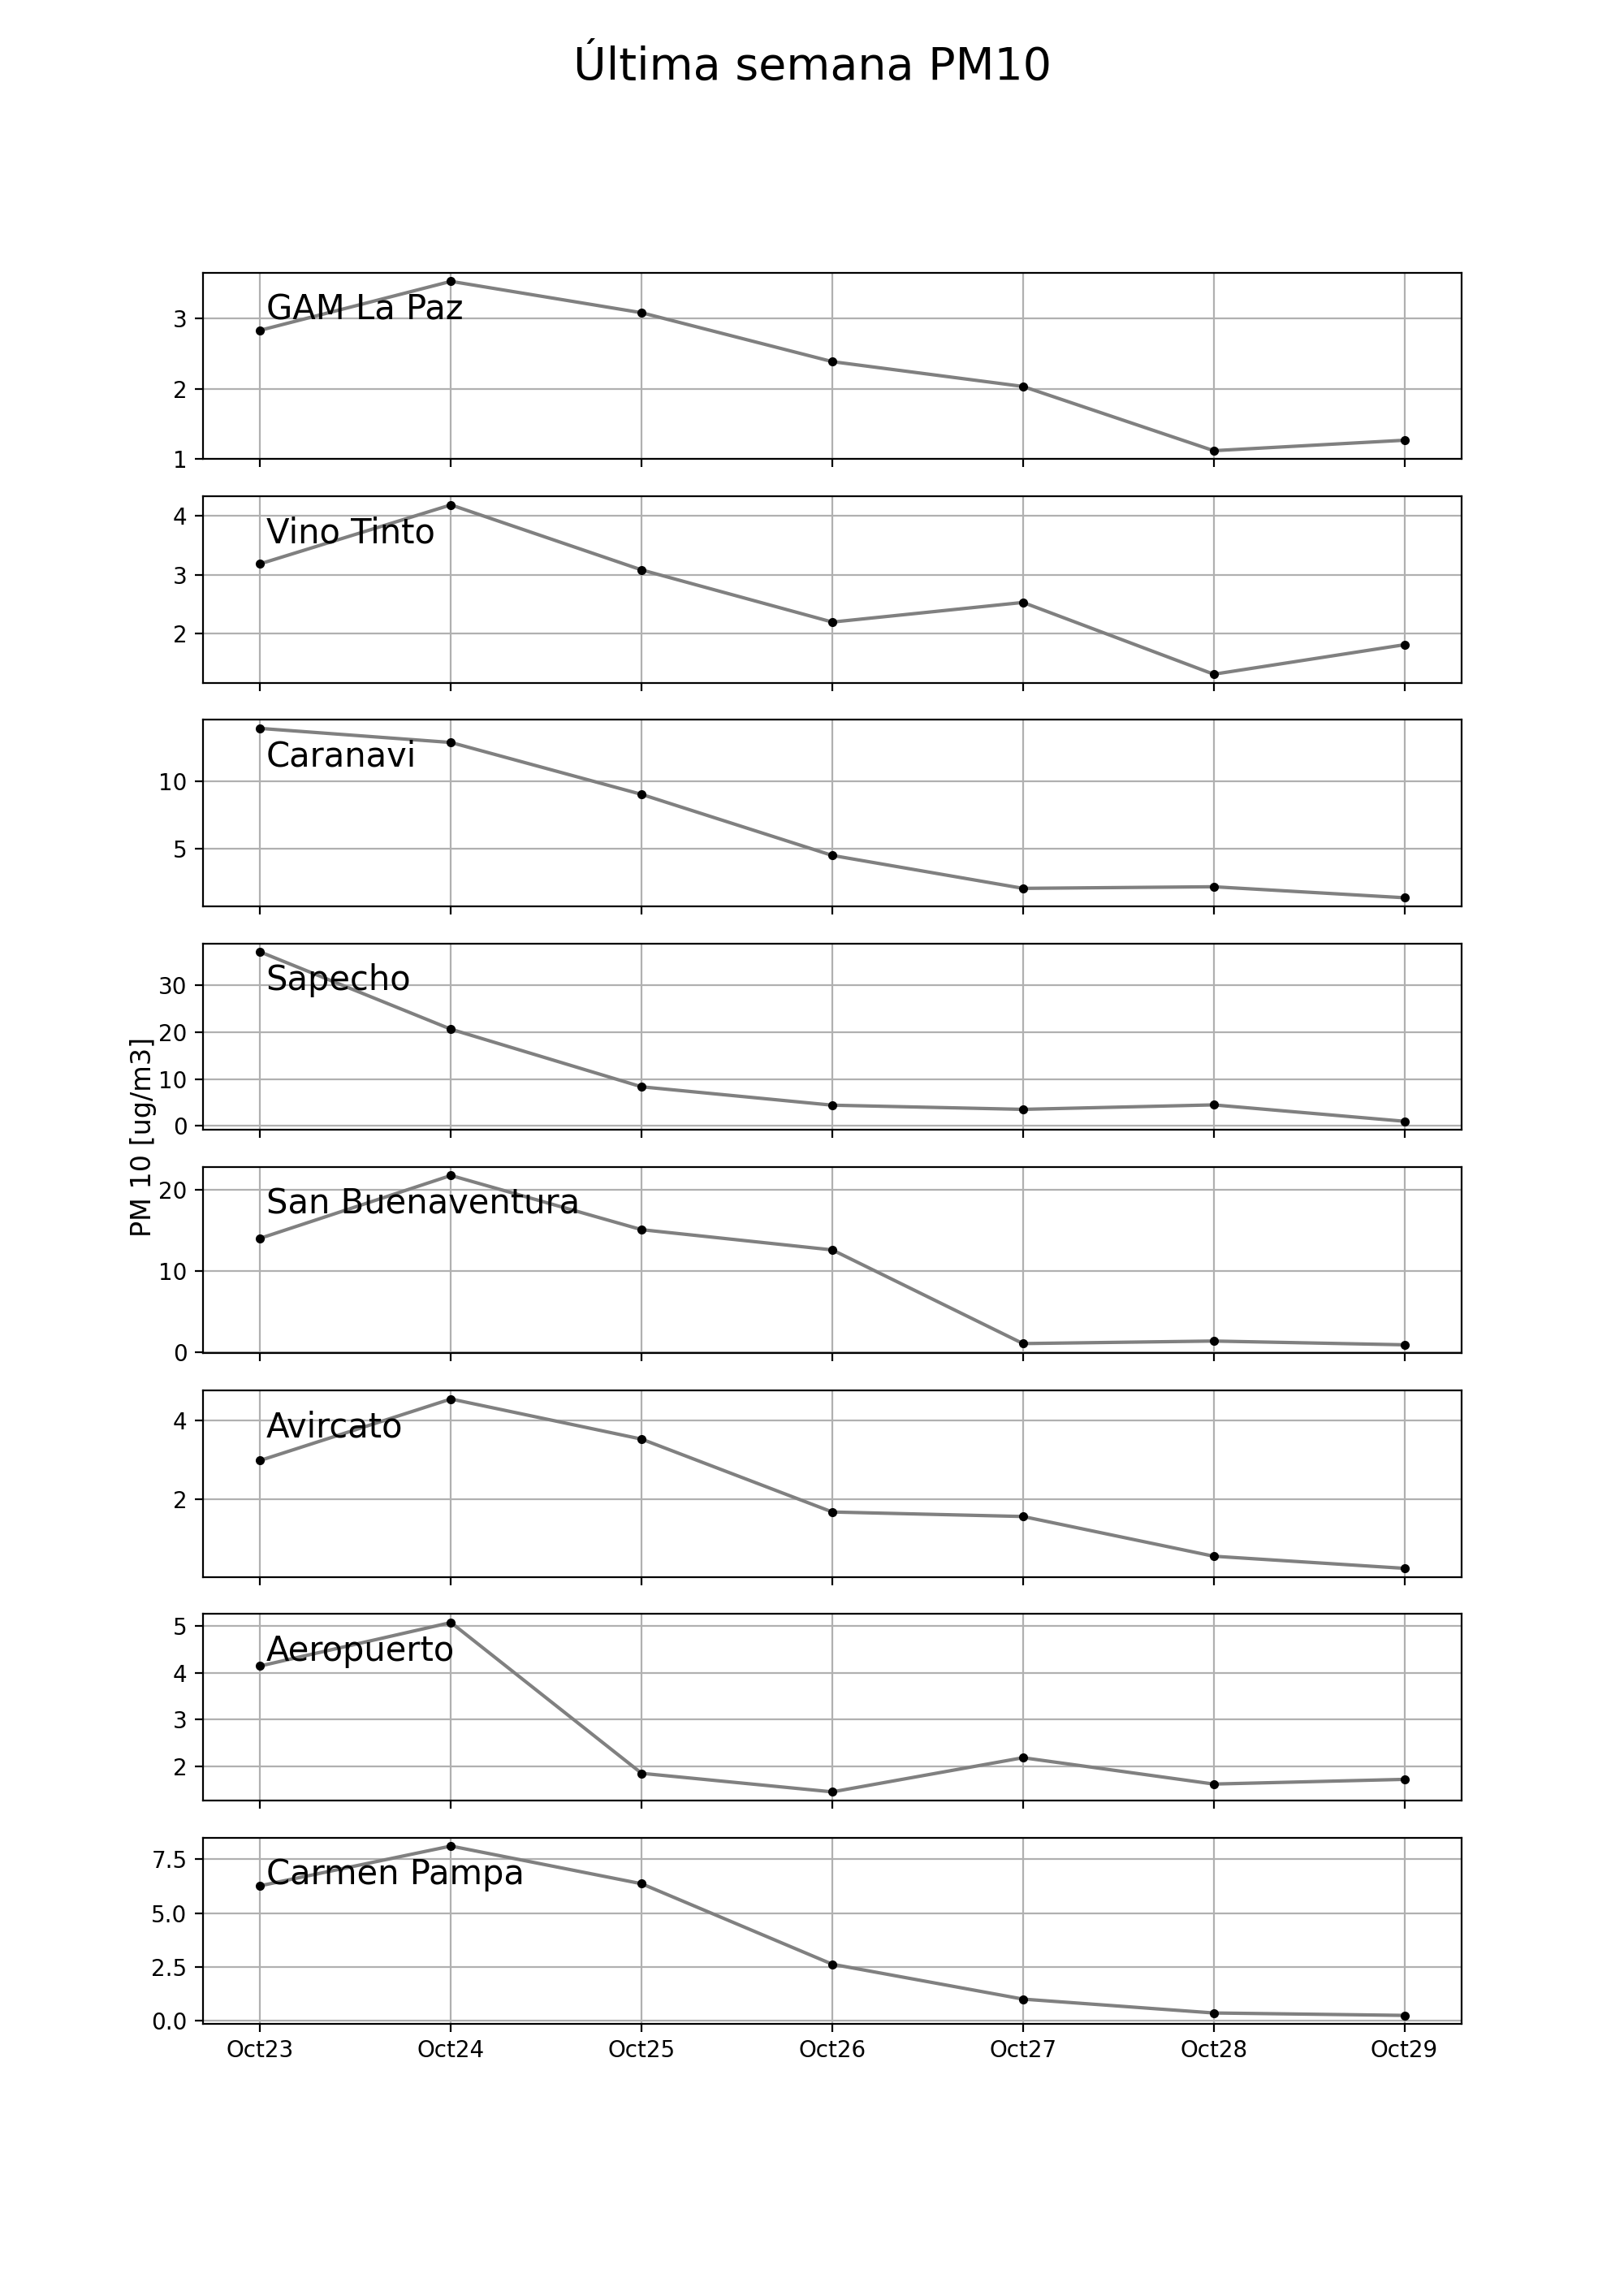 Última semana PM10
GAM La Paz
3
2
1
Vino Tinto
4
3
2
Caranavi
10
5
Sapecho
30
20
10
0
PM 10 [ug/m3]
San Buenaventura
20
10
0
Avircato
4
2
Aeropuerto
5
4
3
2
Carmen Pampa
7.5
5.0
2.5
0.0
Oct23 Oct24 Oct25 Oct26 Oct27 Oct28 Oct29